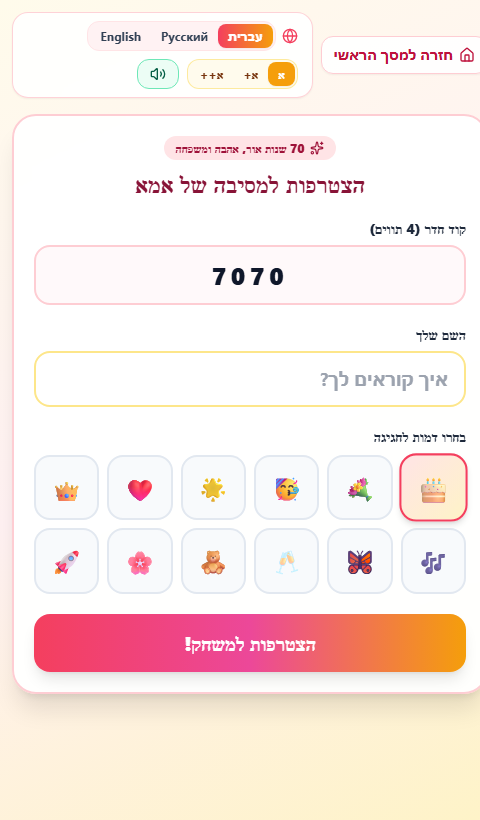 חזרה למסך הראשי
עברית Русский English
א א+ א++
70 שנות אור, אהבה ומשפחה
הצטרפות למסיבה של אמא
קוד חדר (4 תווים)
7070
השם שלך
איך קוראים לך?
בחרו דמות לחגיגה
הצטרפות למשחק!